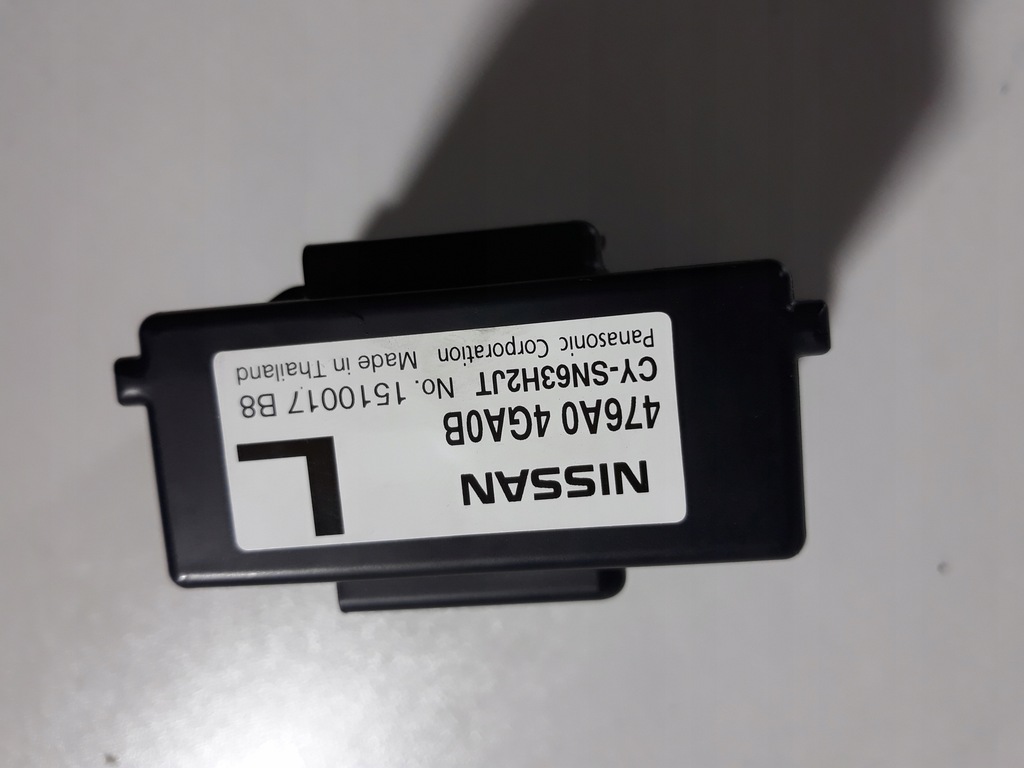 NISSAN
476A0 4GA0B
CY-SN63H2JT No. 1510017 B8
Panasonic Corporation Made in Thailand
L